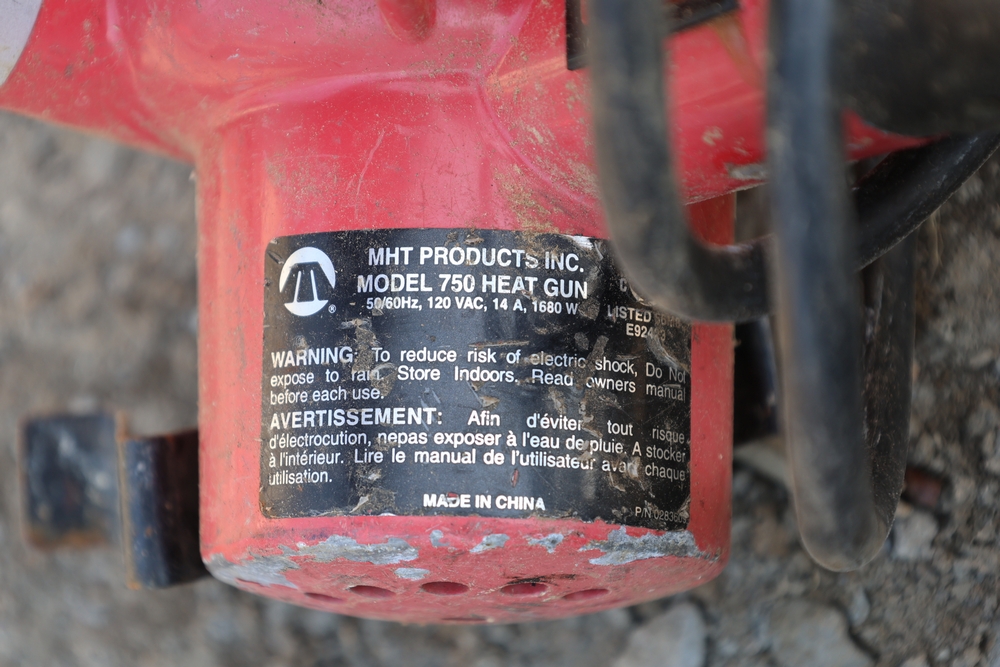 MHT PRODUCTS INC.
MODEL 750 HEAT GUN
50/60Hz, 120 VAC, 14 A, 1680 W
®
LISTED
WARNING: To reduce risk of electric shock, Do Not
expose to rain. Store Indoors. Read owners manual
before each use.
AVERTISSEMENT: Afin d'éviter tout risque
d'électrocution, nepas exposer à l'eau de pluie. A stocker
à l'intérieur. Lire le manuel de l'utilisateur avant chaque
utilisation.
MADE IN CHINA
P/N